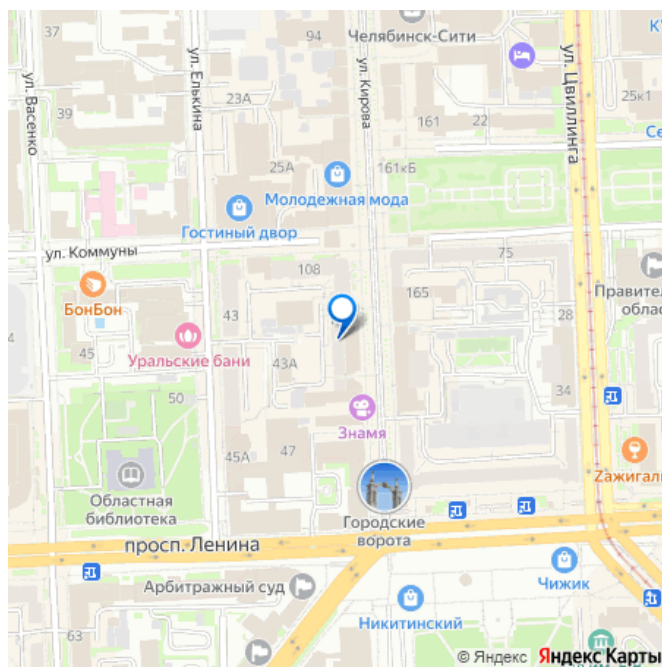 94
Челябинск-Сити
37
ул. Васенко
ул. Елькина
ул. Кирова
ул. Цвиллинга
39
23А
161
22
25к1
25А
161кБ
Молодежная мода
Гостиный двор
ул. Коммуны
108
75
БонБон
165
Правител
облас
43
28
45
Уральские бани
43А
34
50
Знамя
Областная
библиотека
45А
47
Zажигал
Городские
ворота
просп. Ленина
Арбитражный суд
Чижик
Никитинский
63
© Яндекс Яндекс Карты